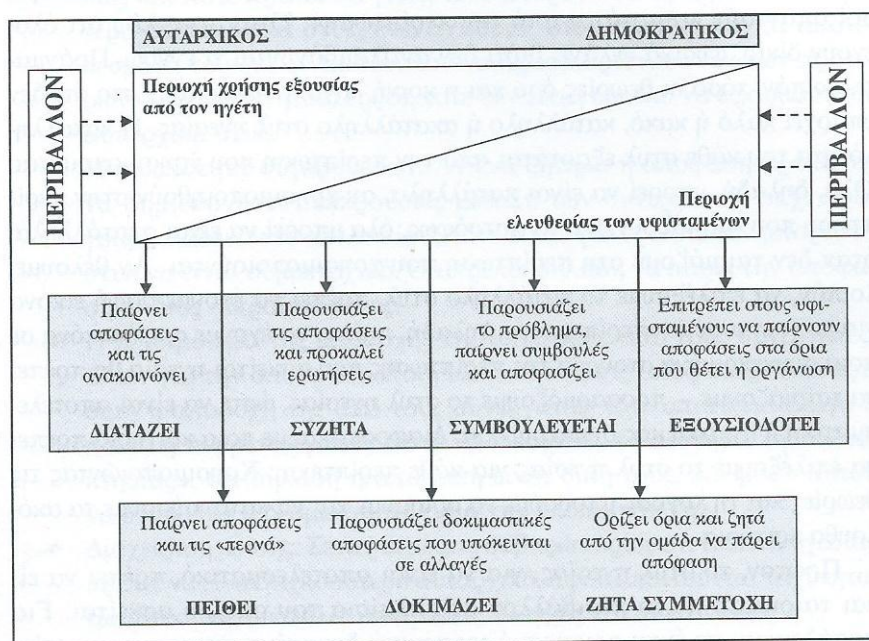 ΑΥΤΑΡΧΙΚΟΣ ΔΗΜΟΚΡΑΤΙΚΟΣ
ΠΕΡΙΒΑΛΛΟΝ
Περιοχή χρήσης εξουσίας
από τον ηγέτη
ΠΕΡΙΒΑΛΛΟΝ
Περιοχή
ελευθερίας των υφισταμένων
Παίρνει
αποφάσεις
και τις
ανακοινώνει
ΔΙΑΤΑΖΕΙ
Παρουσιάζει
τις αποφάσεις
και προκαλεί
ερωτήσεις
ΣΥΖΗΤΑ
Παρουσιάζει
το πρόβλημα,
παίρνει συμβουλές
και αποφασίζει
ΣΥΜΒΟΥΛΕΥΕΤΑΙ
Επιτρέπει στους υφι-
σταμένους να παίρνουν
αποφάσεις στα όρια
που θέτει η οργάνωση
ΕΞΟΥΣΙΟΔΟΤΕΙ
Παίρνει αποφάσεις
και τις «περνά»
ΠΕΙΘΕΙ
Παρουσιάζει δοκιμαστικές
αποφάσεις που υπόκεινται
σε αλλαγές
ΔΟΚΙΜΑΖΕΙ
Ορίζει όρια και ζητά
από την ομάδα να πάρει
απόφαση
ΖΗΤΑ ΣΥΜΜΕΤΟΧΗ